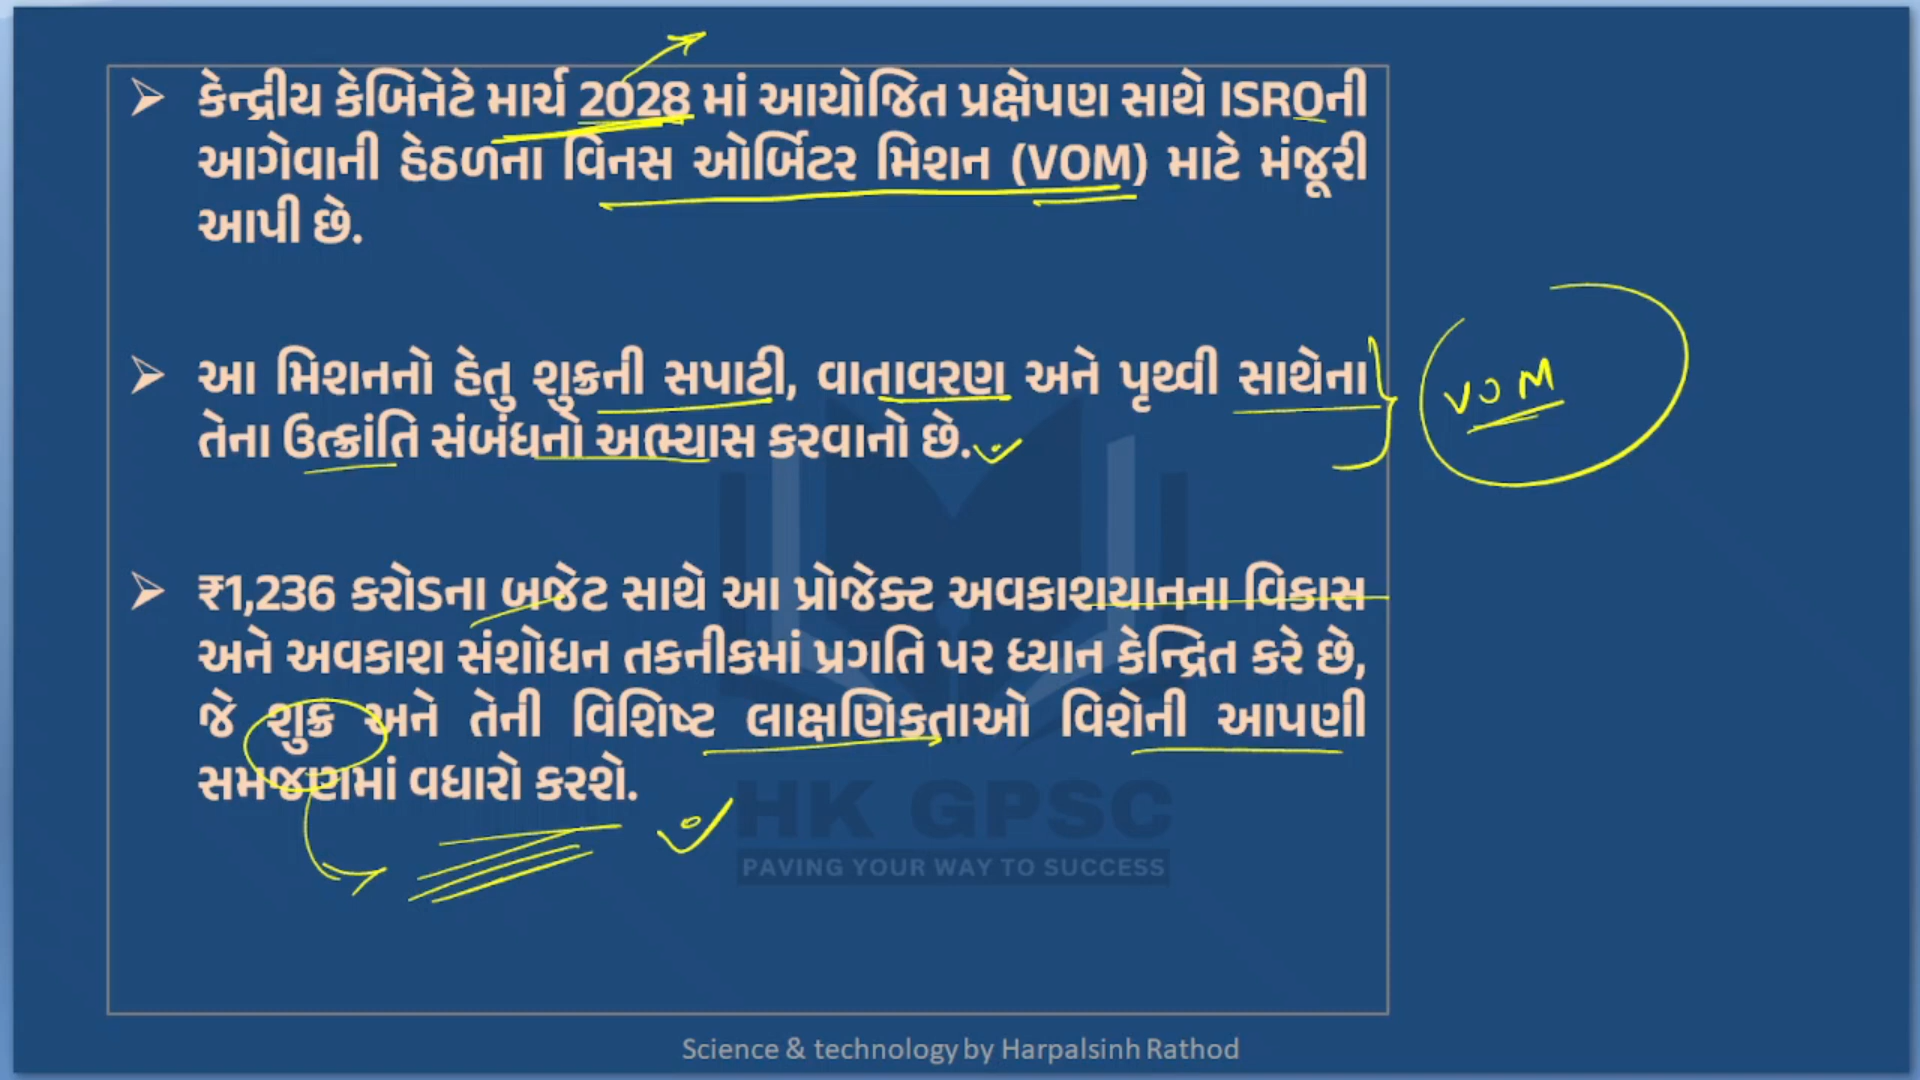 ➢ કેન્દ્રીય કેબિનેટે માર્ચ 2028 માં આયોજિત પ્રક્ષેપણ સાથે ISROની
આગેવાની હેઠળના વિનસ ઓર્બિટર મિશન (VOM) માટે મંજૂરી
આપી છે.
➢ આ મિશનનો હેતુ શુક્રની સપાટી, વાતાવરણ અને પૃથ્વી સાથેના
તેના ઉત્ક્રાંતિ સંબંધનો અભ્યાસ કરવાનો છે.
VOM
➢ ₹1,236 કરોડના બજેટ સાથે આ પ્રોજેક્ટ અવકાશયાનના વિકાસ
અને અવકાશ સંશોધન તકનીકમાં પ્રગતિ પર ધ્યાન કેન્દ્રિત કરે છે,
જે શુક્ર અને તેની વિશિષ્ટ લાક્ષણિકતાઓ વિશેની આપણી
સમજણમાં વધારો કરશે.
HK GPSC
PAVING YOUR WAY TO SUCCESS
Science & technology by Harpalsinh Rathod